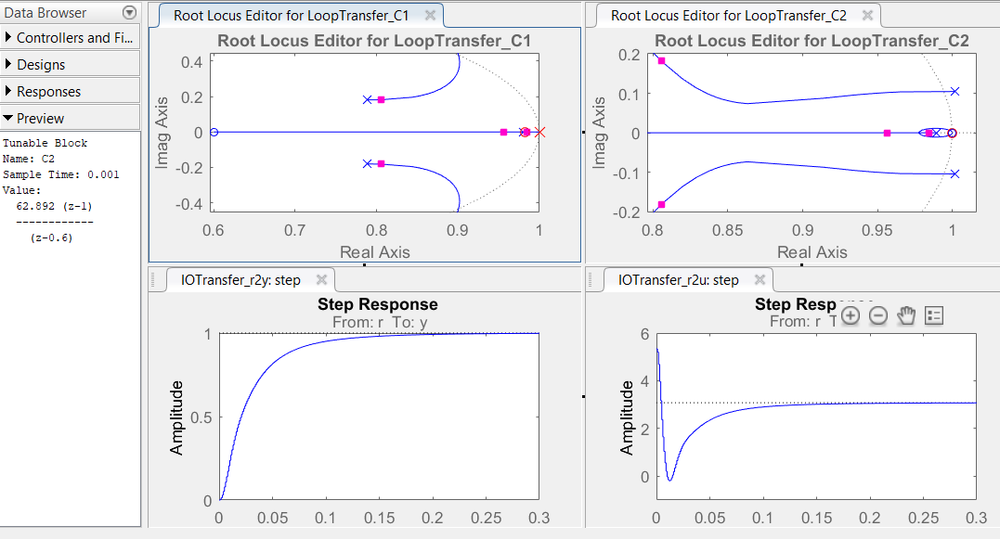 Data Browser
Controllers and Fi...
Designs
Responses
Preview
Tunable Block
Name: C2
Sample Time: 0.001
Value:
62.892 (z-1)
------------
(z-0.6)
Root Locus Editor for LoopTransfer_C1
Root Locus Editor for LoopTransfer_C1
Imag Axis
0.4
0.2
0
-0.2
-0.4
0.6
0.7
0.8
0.9
1
Real Axis
Root Locus Editor for LoopTransfer_C2
Root Locus Editor for LoopTransfer_C2
Imag Axis
0.2
0.1
0
-0.1
-0.2
0.8
0.85
0.9
0.95
1
Real Axis
IOTransfer_r2y: step
Step Response
From: r To: y
Amplitude
1
0.5
0
0
0.05
0.1
0.15
0.2
0.25
0.3
IOTransfer_r2u: step
Step Resp
From: r T
Amplitude
6
4
2
0
0
0.05
0.1
0.15
0.2
0.25
0.3